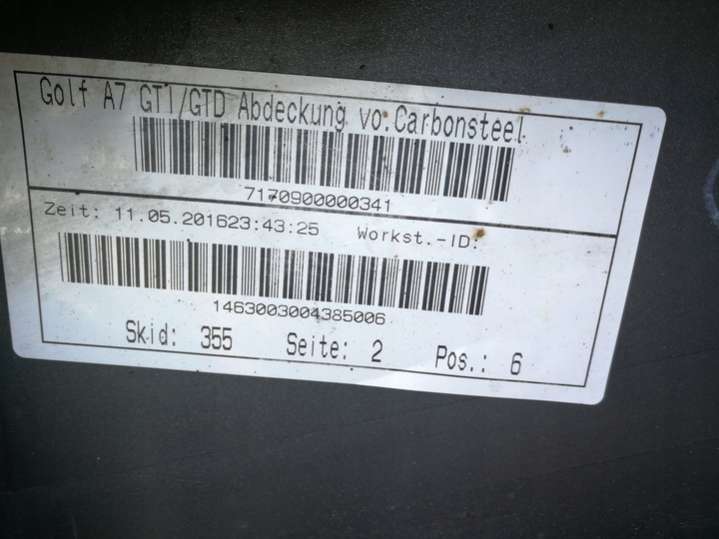 Golf A7 GTI/GTD Abdeckung vo.Carbonsteel
7170900000341
Zeit: 11.05.201623:43:25 Workst.-ID:
1463003004385006
Skid: 355 Seite: 2 Pos.: 6